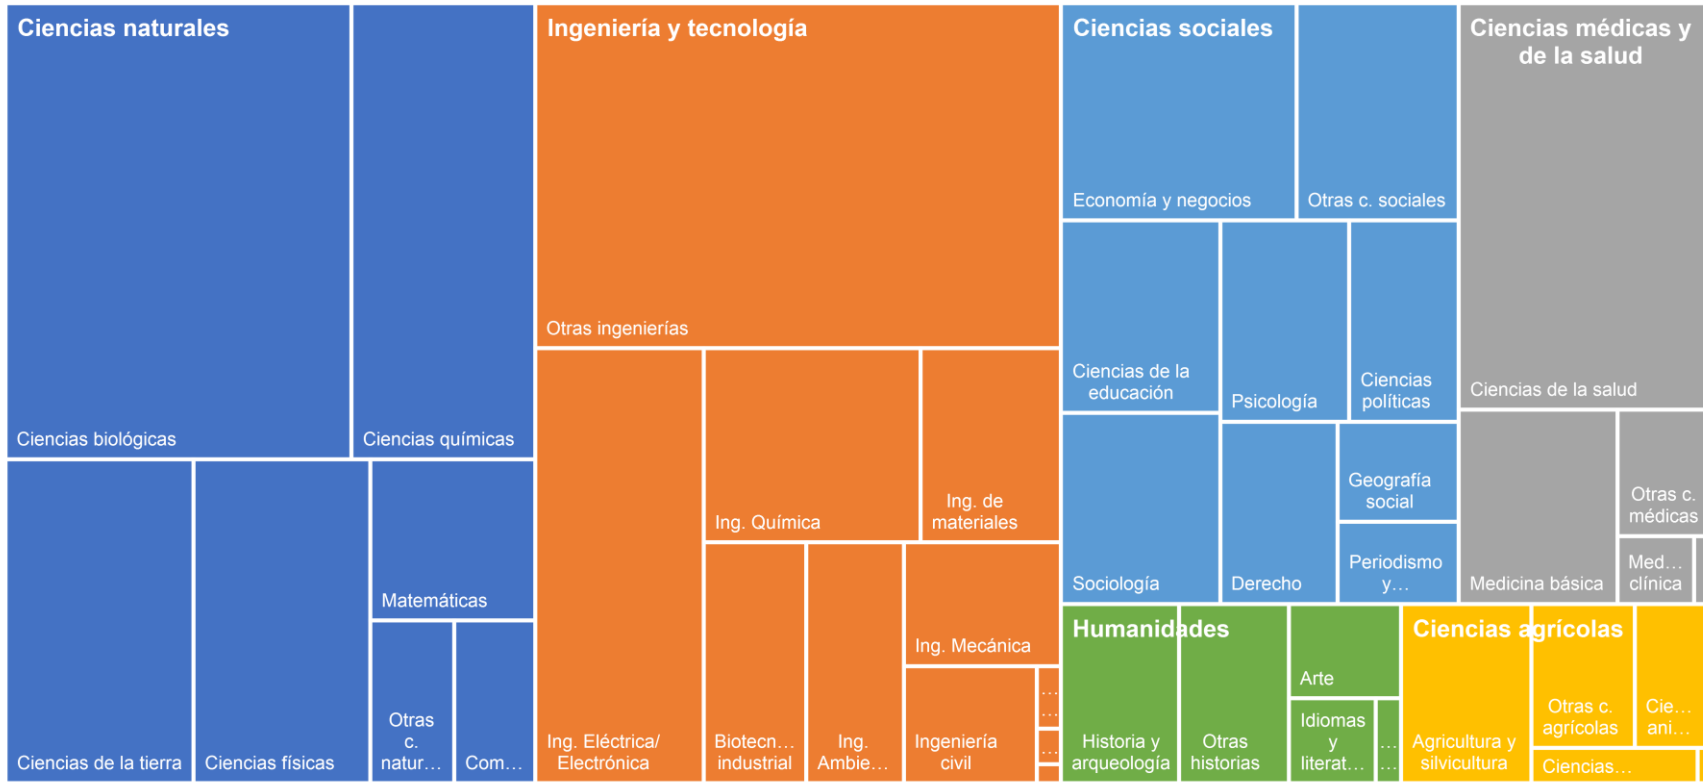 Ciencias naturales
Ciencias biológicas
Ciencias químicas
Ciencias de la tierra
Ciencias físicas
Matemáticas
Otras
c.
natur…
Com…
Ingeniería y tecnología
Otras ingenierías
Ing. Eléctrica/
Electrónica
Ing. Química
Ing. de
materiales
Biotecn…
industrial
Ing.
Ambie…
Ing. Mecánica
Ingeniería
civil
…
…
…
Ciencias sociales
Economía y negocios
Otras c. sociales
Ciencias de la
educación
Psicología
Ciencias
políticas
Sociología
Derecho
Geografía
social
Periodismo
y…
Ciencias médicas y
de la salud
Ciencias de la salud
Medicina básica
Otras c.
médicas
Med…
clínica
Humanidades
Historia y
arqueología
Otras
historias
Arte
Idiomas
y
literat…
…
…
Ciencias agrícolas
Agricultura y
silvicultura
Otras c.
agrícolas
Cie…
ani…
Ciencias…